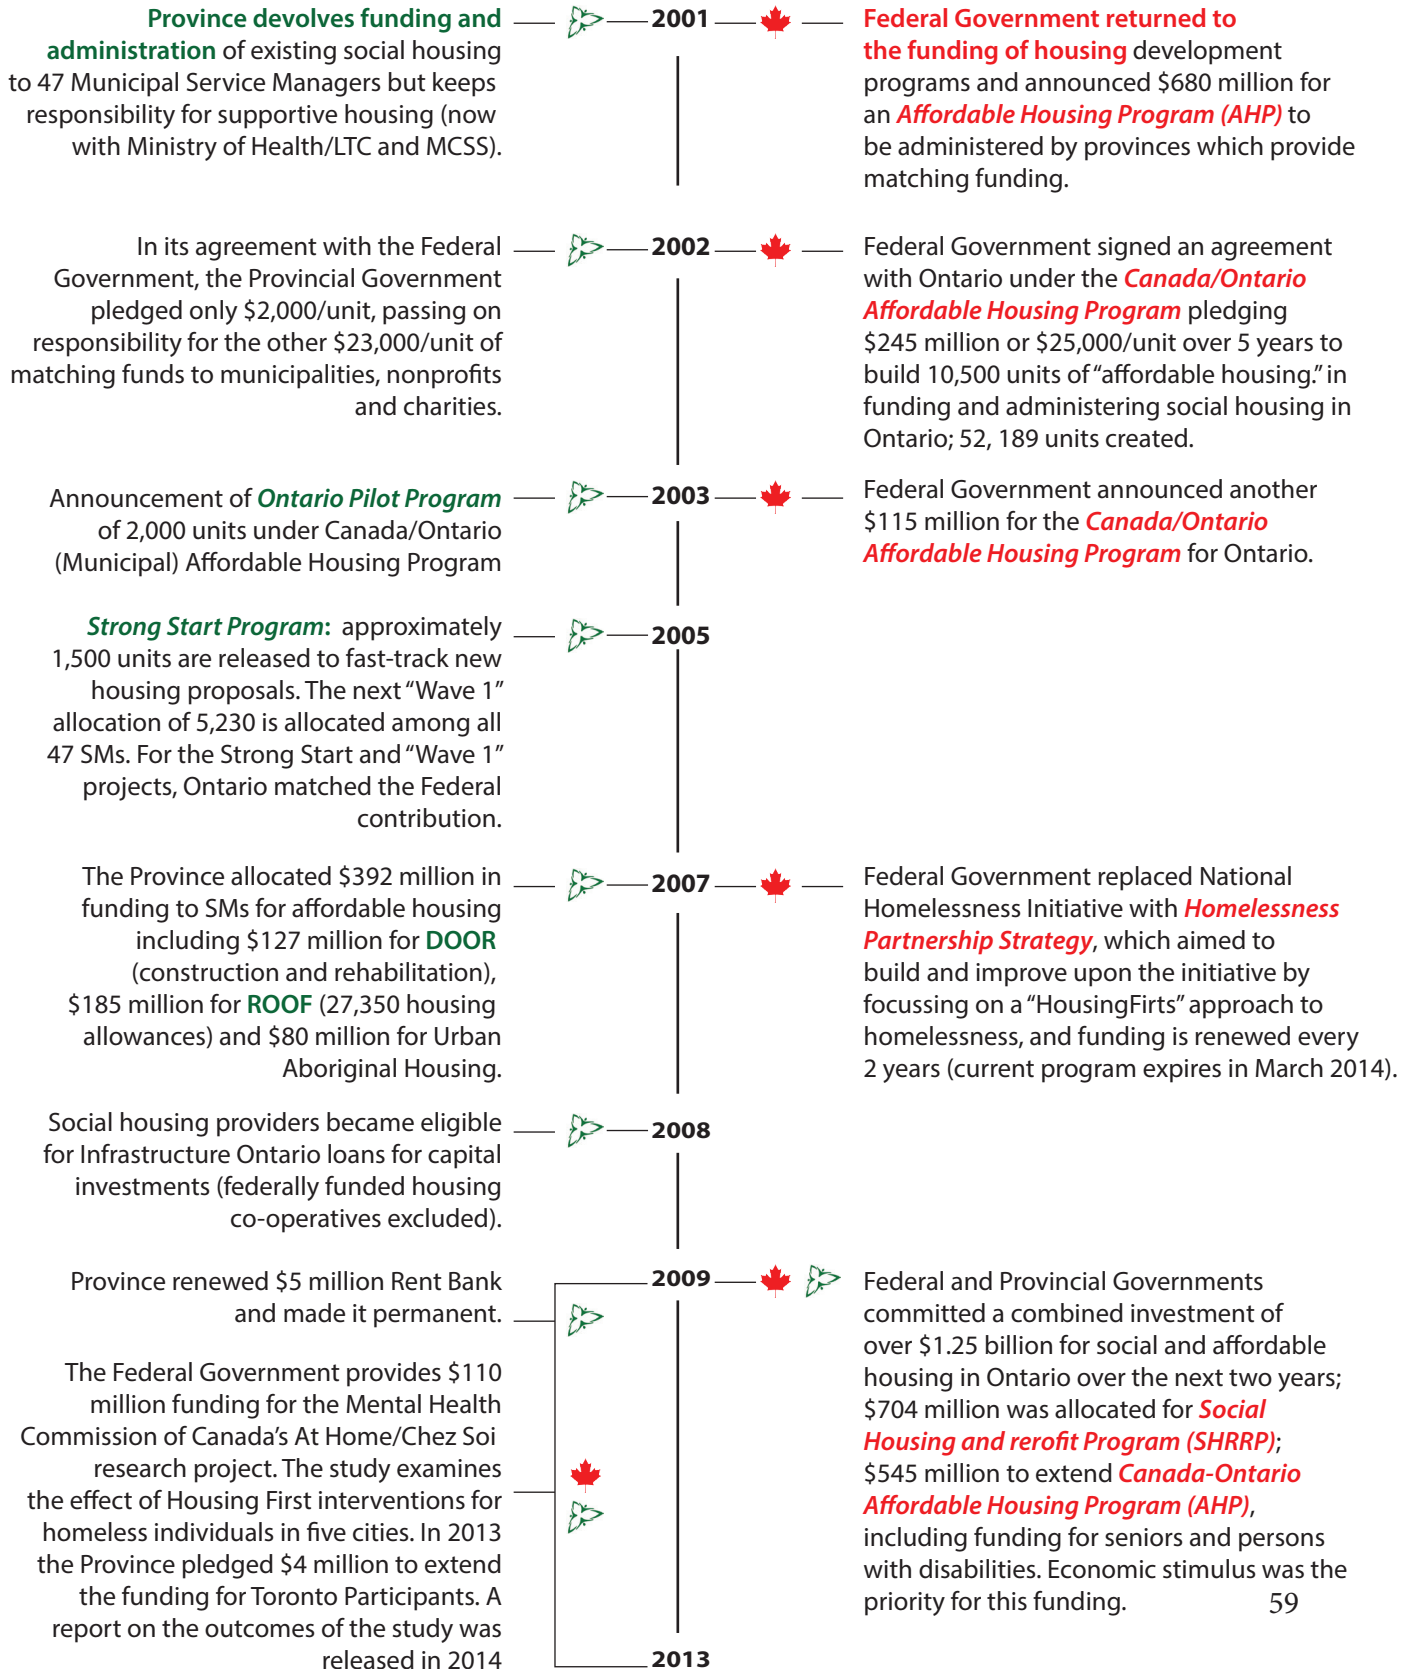 Province devolves funding and
administration of existing social housing
to 47 Municipal Service Managers but keeps
responsibility for supportive housing (now
with Ministry of Health/LTC and MCSS).
2001
Federal Government returned to
the funding of housing development
programs and announced $680 million for
an Affordable Housing Program (AHP) to
be administered by provinces which provide
matching funding.
In its agreement with the Federal
Government, the Provincial Government
pledged only $2,000/unit, passing on
responsibility for the other $23,000/unit of
matching funds to municipalities, nonprofits
and charities.
2002
Federal Government signed an agreement
with Ontario under the Canada/Ontario
Affordable Housing Program pledging
$245 million or $25,000/unit over 5 years to
build 10,500 units of “affordable housing.” in
funding and administering social housing in
Ontario; 52, 189 units created.
Announcement of Ontario Pilot Program
of 2,000 units under Canada/Ontario
(Municipal) Affordable Housing Program
2003
Federal Government announced another
$115 million for the Canada/Ontario
Affordable Housing Program for Ontario.
Strong Start Program: approximately
1,500 units are released to fast-track new
housing proposals. The next “Wave 1”
allocation of 5,230 is allocated among all
47 SMs. For the Strong Start and “Wave 1”
projects, Ontario matched the Federal
contribution.
2005
The Province allocated $392 million in
funding to SMs for affordable housing
including $127 million for DOOR
(construction and rehabilitation),
$185 million for ROOF (27,350 housing
allowances) and $80 million for Urban
Aboriginal Housing.
2007
Federal Government replaced National
Homelessness Initiative with Homelessness
Partnership Strategy, which aimed to
build and improve upon the initiative by
focussing on a “HousingFirts” approach to
homelessness, and funding is renewed every
2 years (current program expires in March 2014).
Social housing providers became eligible
for Infrastructure Ontario loans for capital
investments (federally funded housing
co-operatives excluded).
2008
Province renewed $5 million Rent Bank
and made it permanent.
The Federal Government provides $110
million funding for the Mental Health
Commission of Canada’s At Home/Chez Soi
research project. The study examines
the effect of Housing First interventions for
homeless individuals in five cities. In 2013
the Province pledged $4 million to extend
the funding for Toronto Participants. A
report on the outcomes of the study was
released in 2014
2009
Federal and Provincial Governments
committed a combined investment of
over $1.25 billion for social and affordable
housing in Ontario over the next two years;
$704 million was allocated for Social
Housing and rerofit Program (SHRRP);
$545 million to extend Canada-Ontario
Affordable Housing Program (AHP),
including funding for seniors and persons
with disabilities. Economic stimulus was the
priority for this funding.
59
2013